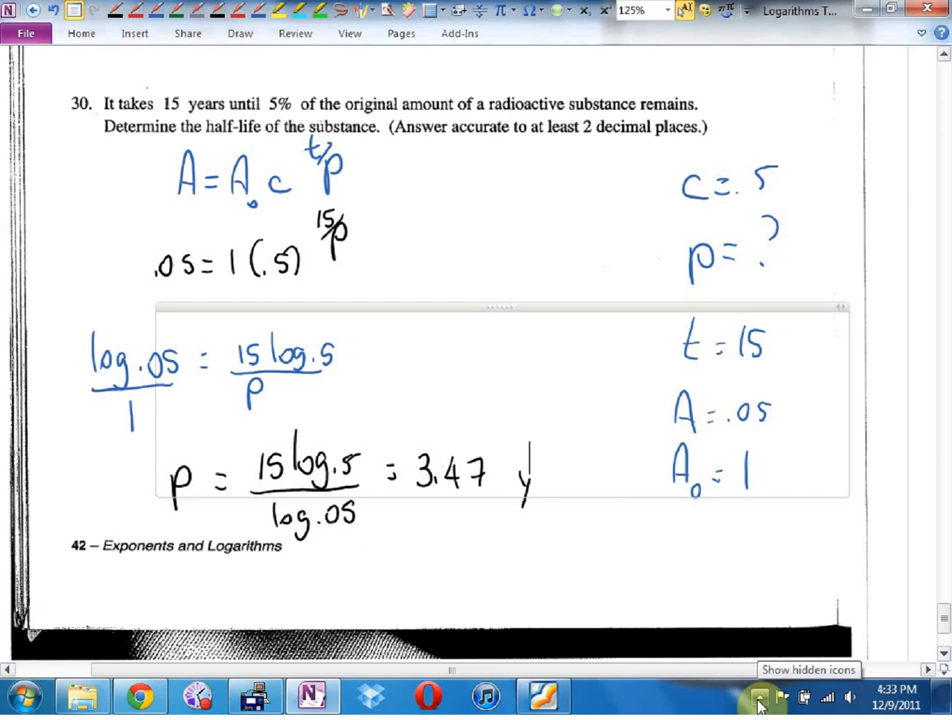 125%
Logarithms T...
File Home Insert Share Draw Review View Pages Add-Ins
30. It takes 15 years until 5% of the original amount of a radioactive substance remains.
Determine the half-life of the substance. (Answer accurate to at least 2 decimal places.)
A = A₀ c^(t/p)
c = .5
.05 = 1 (.5)^(15/p)
p = ?
log .05 / 1 = 15 log .5 / p
t = 15
A = .05
p = 15 log .5 / log .05 = 3.47 y
A₀ = 1
42 – Exponents and Logarithms
Show hidden icons
4:33 PM
12/9/2011